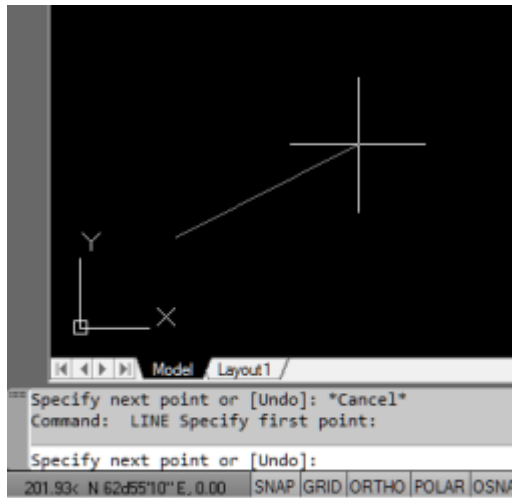 Y
X
Model Layout1
Specify next point or [Undo]: *Cancel*
Command:  LINE Specify first point:
Specify next point or [Undo]:
201.93< N 62d55'10" E, 0.00 SNAP GRID ORTHO POLAR OSNA